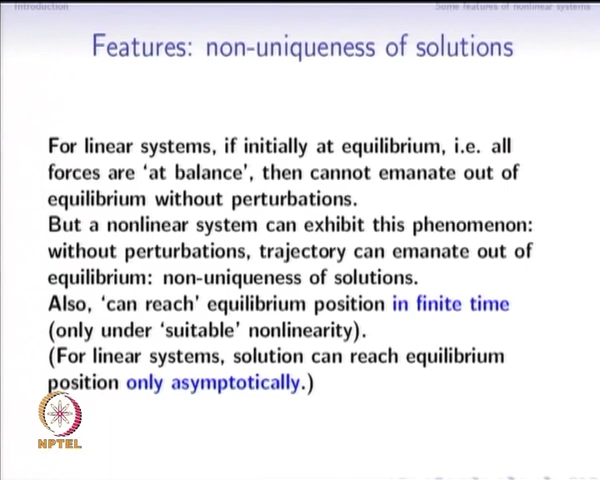 Introduction
Some features of nonlinear systems
Features: non-uniqueness of solutions
For linear systems, if initially at equilibrium, i.e. all
forces are ‘at balance’, then cannot emanate out of
equilibrium without perturbations.
But a nonlinear system can exhibit this phenomenon:
without perturbations, trajectory can emanate out of
equilibrium: non-uniqueness of solutions.
Also, ‘can reach’ equilibrium position in finite time
(only under ‘suitable’ nonlinearity).
(For linear systems, solution can reach equilibrium
position only asymptotically.)
NPTEL